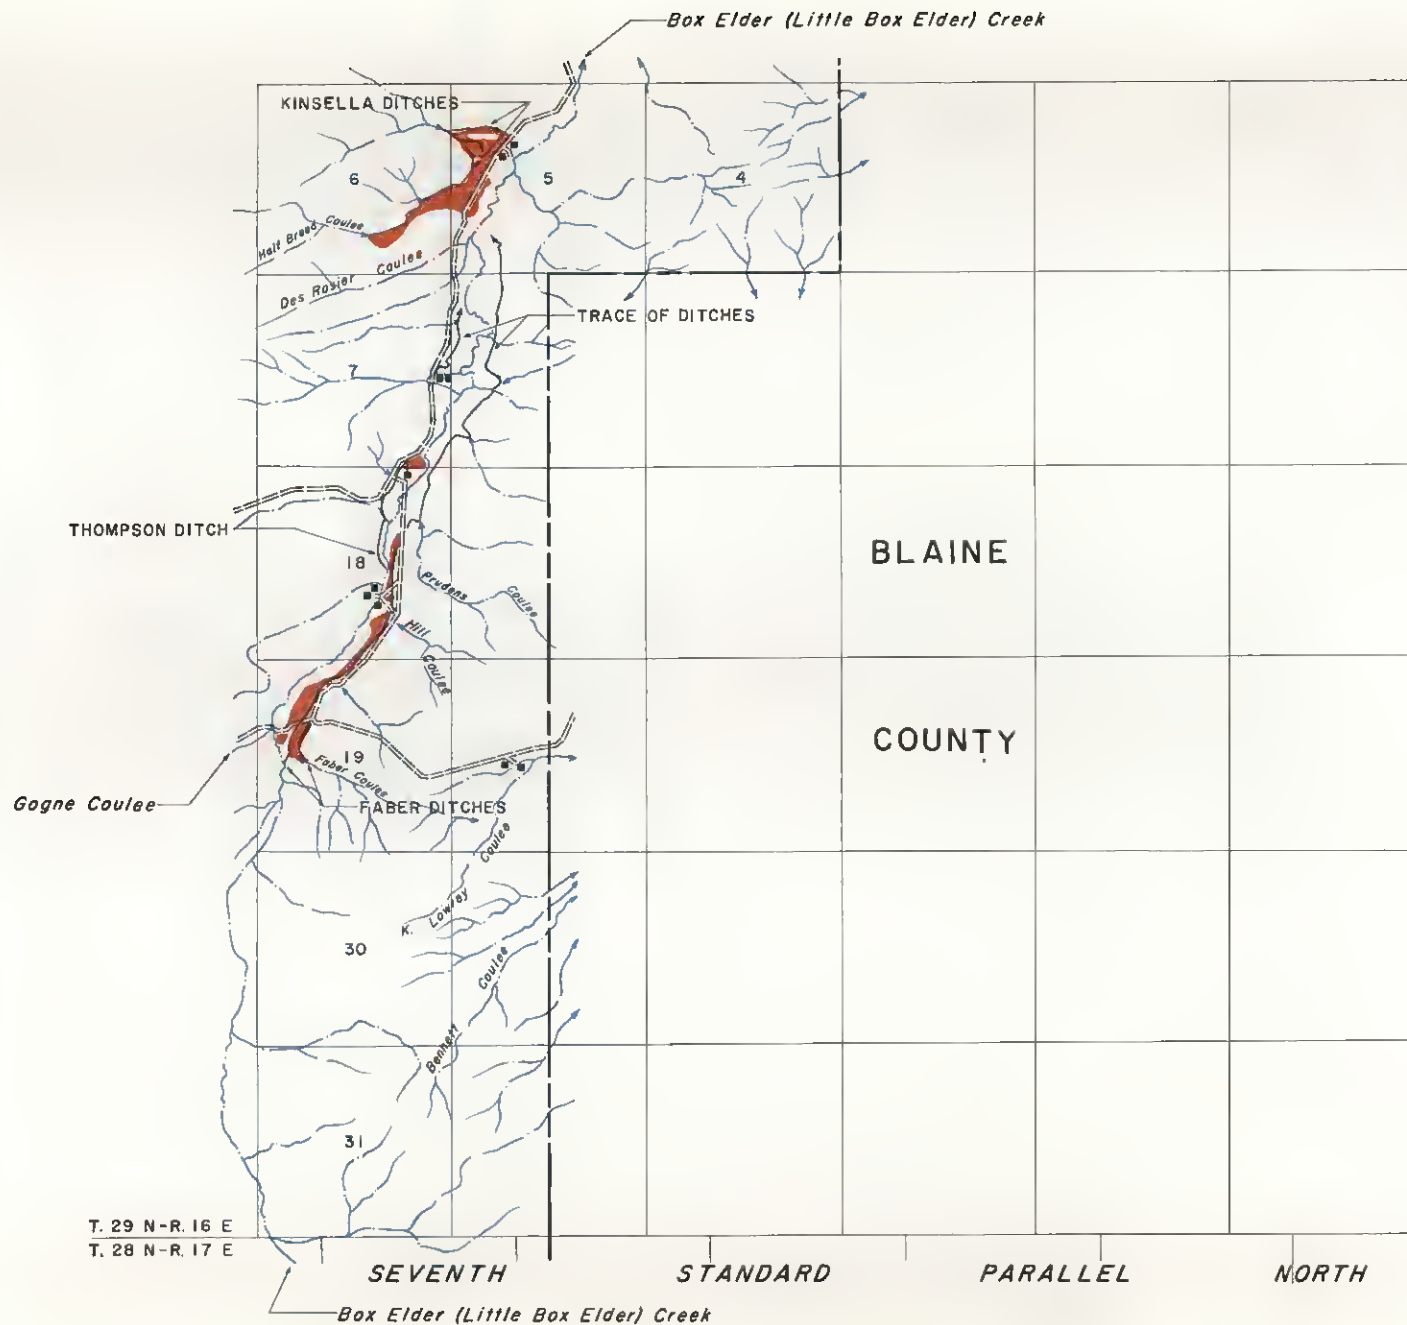 Box Elder (Little Box Elder) Creek
KINSELLA DITCHES
6
5
4
Half Breed Coulee
Des Rosier Coulee
TRACE OF DITCHES
7
THOMPSON DITCH
18
Prudens Coulee
BLAINE
Hill Coulee
COUNTY
19
Faber Coulee
Gogne Coulee
FABER DITCHES
K. Lowrey Coulee
30
Bennett Coulee
31
T. 29 N-R. 16 E
T. 28 N-R. 17 E
SEVENTH STANDARD PARALLEL NORTH
Box Elder (Little Box Elder) Creek